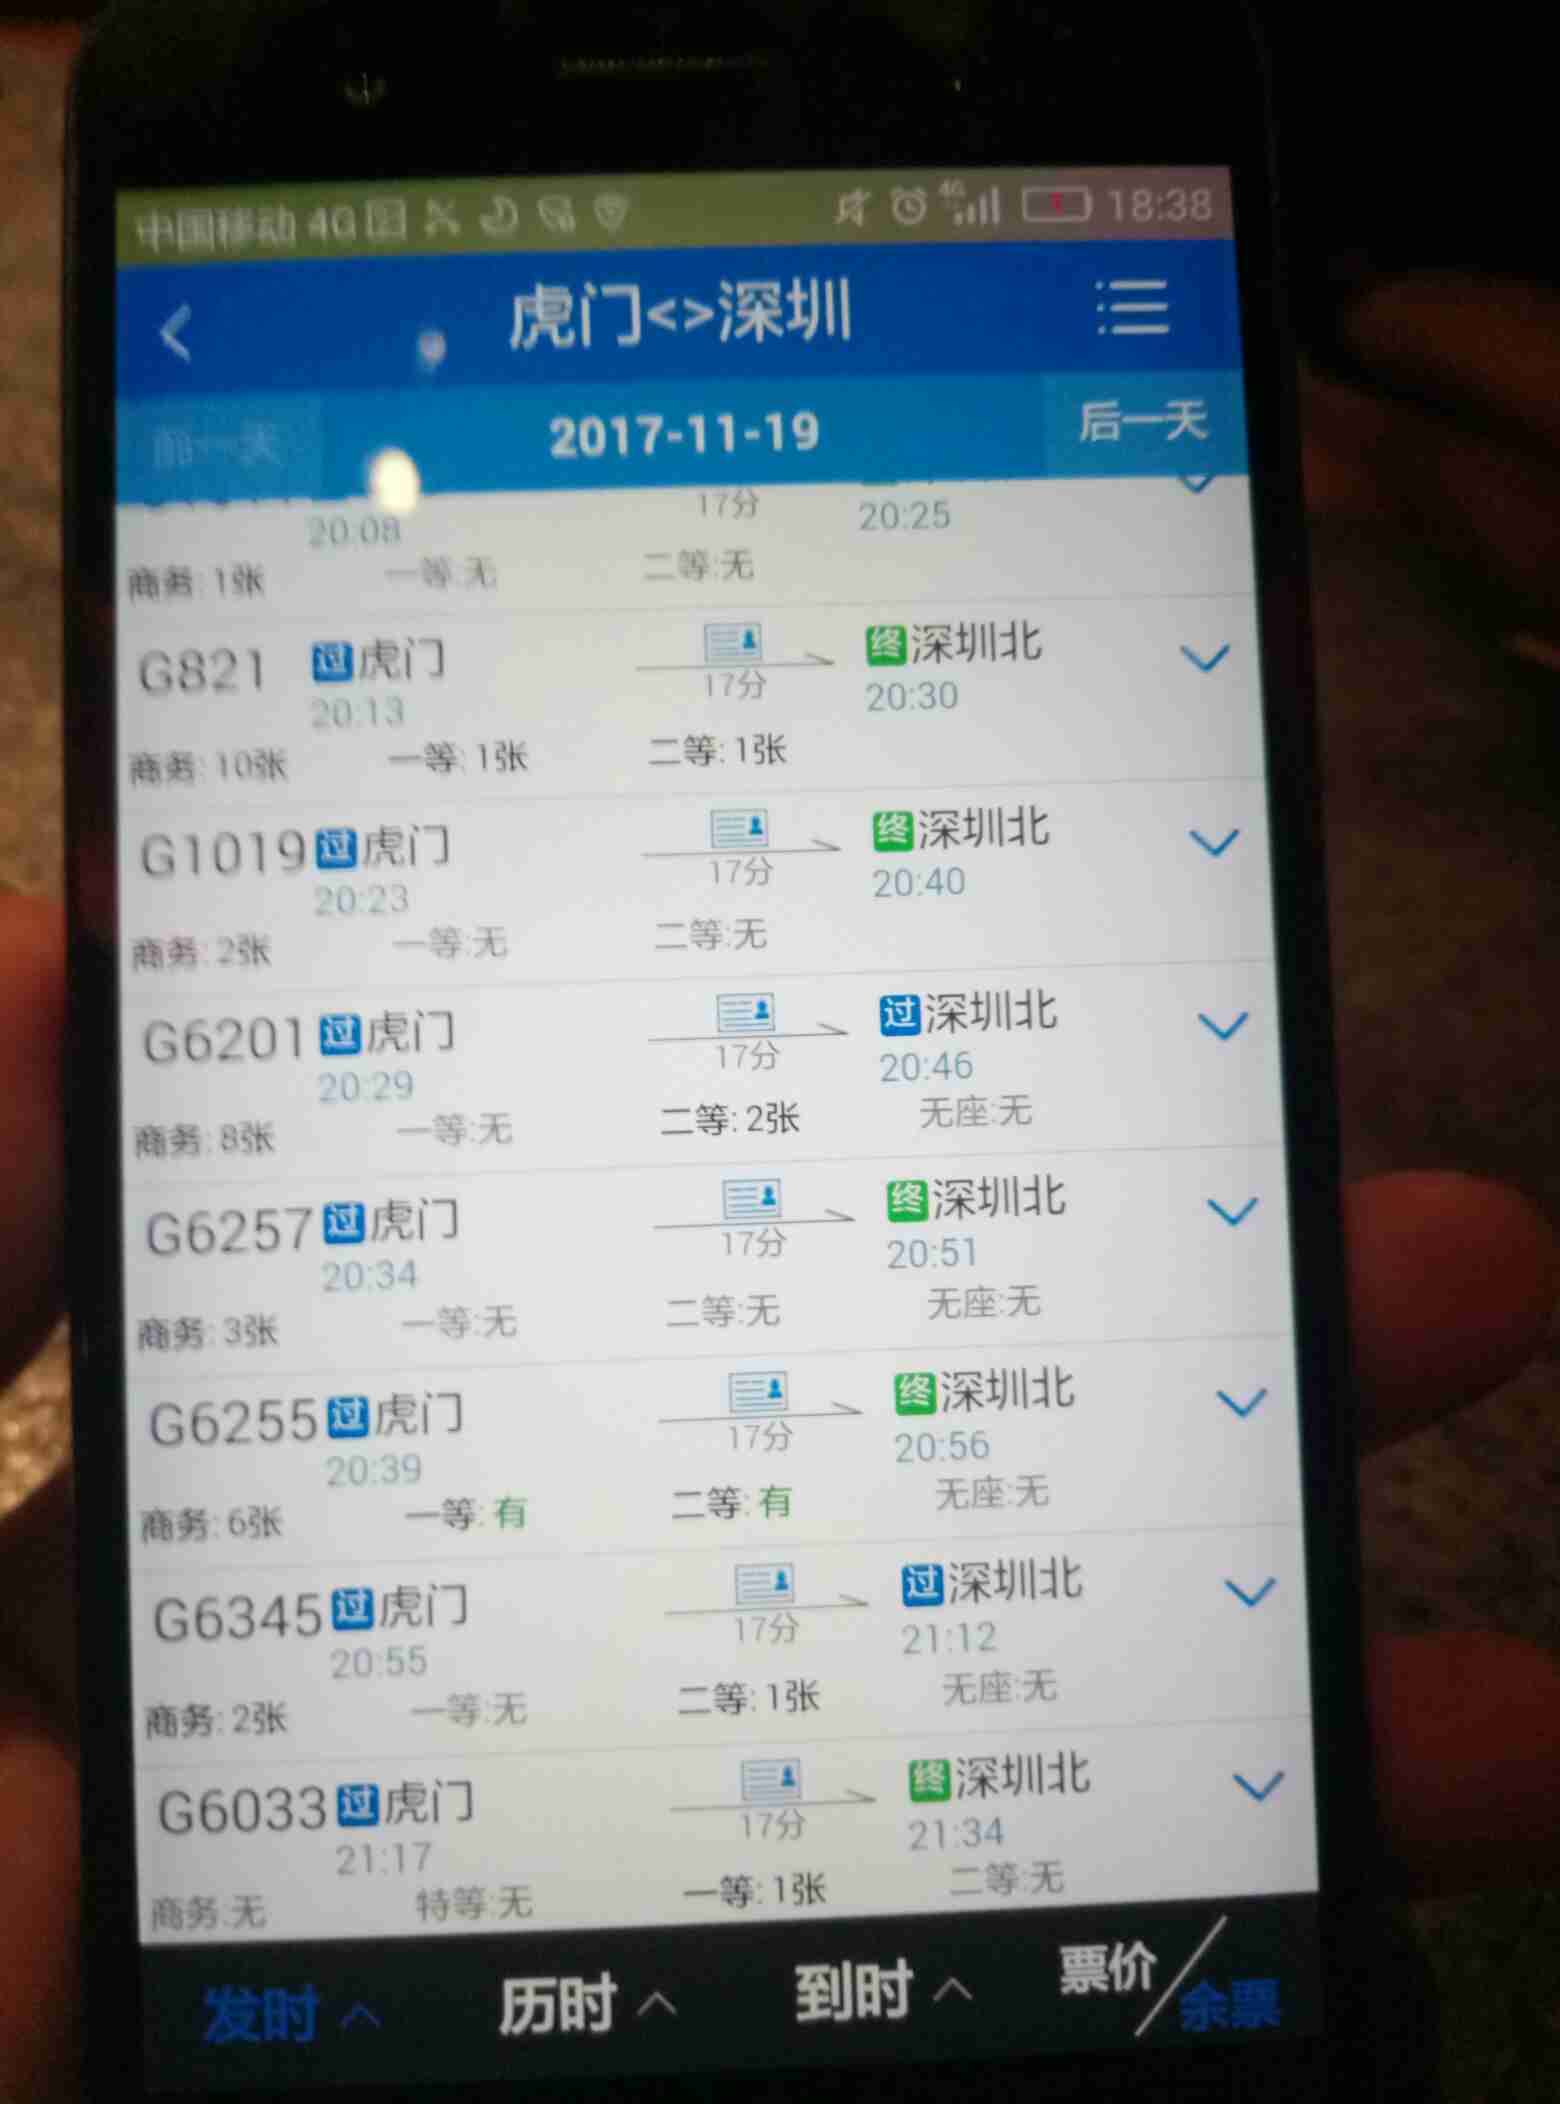 中国移动 4G 4G 18:38
虎门<>深圳
前一天 2017-11-19 后一天
20:08 17分 20:25
商务:1张 一等:无 二等:无
G821 过 虎门 终 深圳北
20:13 17分 20:30
商务:10张 一等:1张 二等:1张
G1019 过 虎门 终 深圳北
20:23 17分 20:40
商务:2张 一等:无 二等:无
G6201 过 虎门 过 深圳北
20:29 17分 20:46
商务:8张 一等:无 二等:2张 无座:无
G6257 过 虎门 终 深圳北
20:34 17分 20:51
商务:3张 一等:无 二等:无 无座:无
G6255 过 虎门 终 深圳北
20:39 17分 20:56
商务:6张 一等:有 二等:有 无座:无
G6345 过 虎门 过 深圳北
20:55 17分 21:12
商务:2张 一等:无 二等:1张 无座:无
G6033 过 虎门 终 深圳北
21:17 17分 21:34
商务:无 特等:无 一等:1张 二等:无
发时 历时 到时 票价/余票